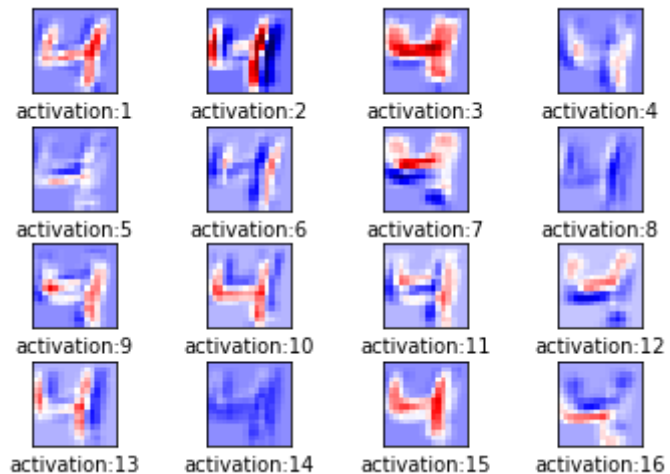 activation:1 activation:2 activation:3 activation:4
activation:5 activation:6 activation:7 activation:8
activation:9 activation:10 activation:11 activation:12
activation:13 activation:14 activation:15 activation:16